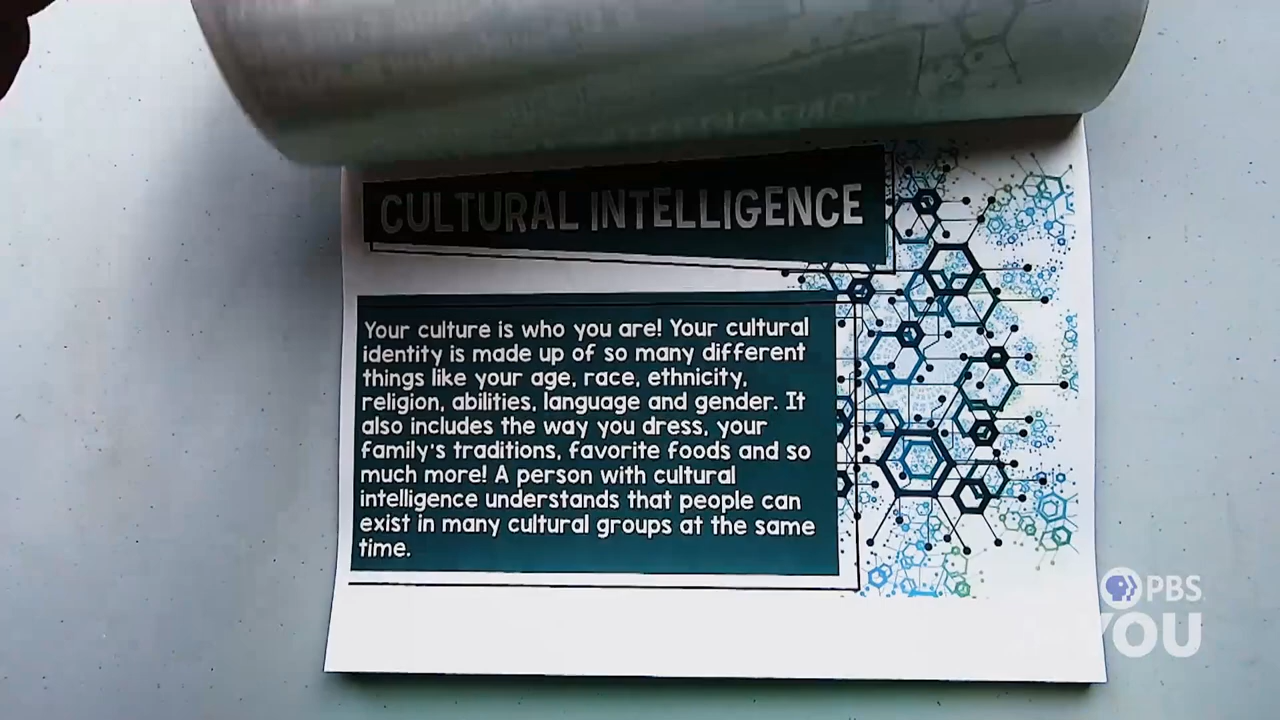 CULTURAL INTELLIGENCE
Your culture is who you are! Your cultural
identity is made up of so many different
things like your age, race, ethnicity,
religion, abilities, language and gender. It
also includes the way you dress, your
family's traditions, favorite foods and so
much more! A person with cultural
intelligence understands that people can
exist in many cultural groups at the same
time.
PBS
YOU